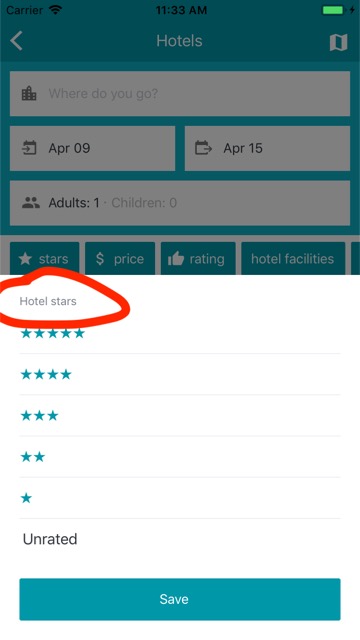 Carrier 11:33 AM
Hotels
Where do you go?
Apr 09 Apr 15
Adults: 1 · Children: 0
stars $ price rating hotel facilities
Hotel stars
★★★★★
★★★★
★★★
★★
★
Unrated
Save